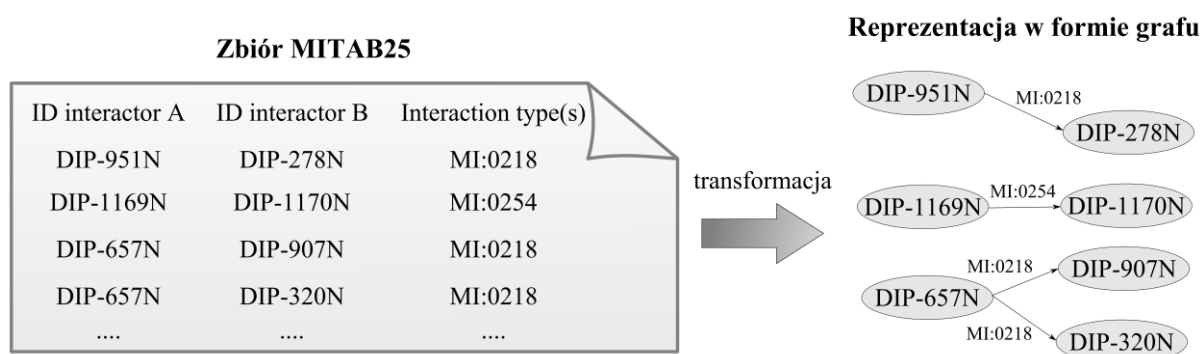 Zbiór MITAB25
ID interactor A ID interactor B Interaction type(s)
DIP-951N DIP-278N MI:0218
DIP-1169N DIP-1170N MI:0254
DIP-657N DIP-907N MI:0218
DIP-657N DIP-320N MI:0218
.... .... ....
transformacja
Reprezentacja w formie grafu
DIP-951N MI:0218
DIP-278N
DIP-1169N MI:0254 DIP-1170N
MI:0218 DIP-907N
DIP-657N
MI:0218 DIP-320N